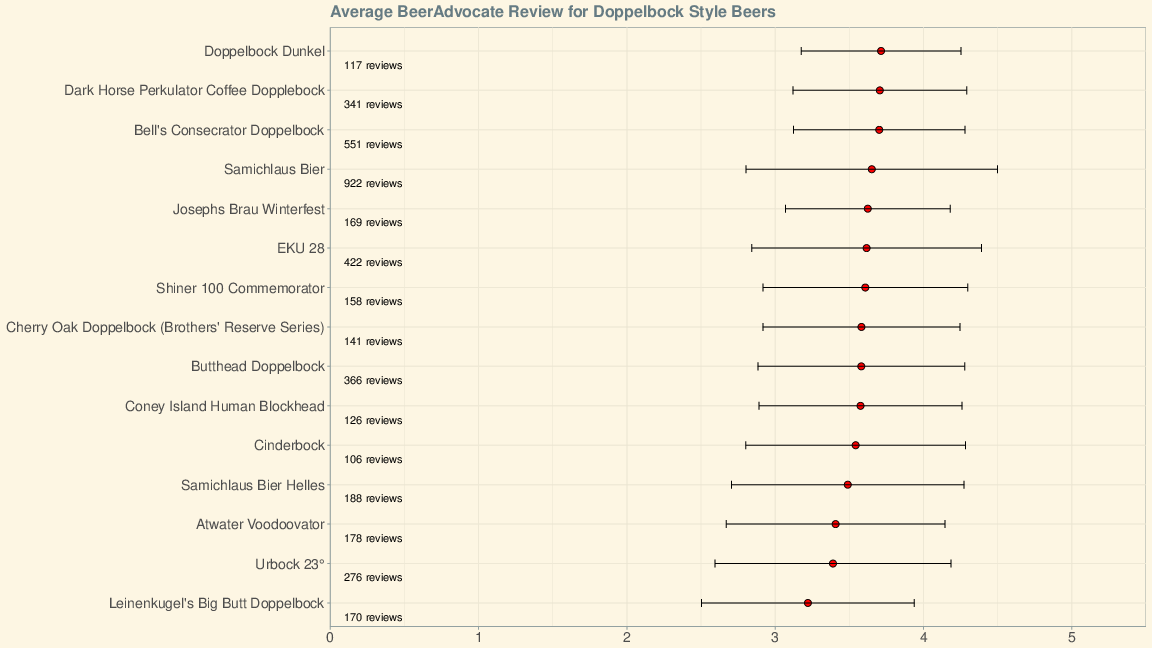 Average BeerAdvocate Review for Doppelbock Style Beers
Doppelbock Dunkel
117 reviews
Dark Horse Perkulator Coffee Dopplebock
341 reviews
Bell's Consecrator Doppelbock
551 reviews
Samichlaus Bier
922 reviews
Josephs Brau Winterfest
169 reviews
EKU 28
422 reviews
Shiner 100 Commemorator
158 reviews
Cherry Oak Doppelbock (Brothers' Reserve Series)
141 reviews
Butthead Doppelbock
366 reviews
Coney Island Human Blockhead
126 reviews
Cinderbock
106 reviews
Samichlaus Bier Helles
188 reviews
Atwater Voodoovator
178 reviews
Urbock 23°
276 reviews
Leinenkugel's Big Butt Doppelbock
170 reviews
0 1 2 3 4 5